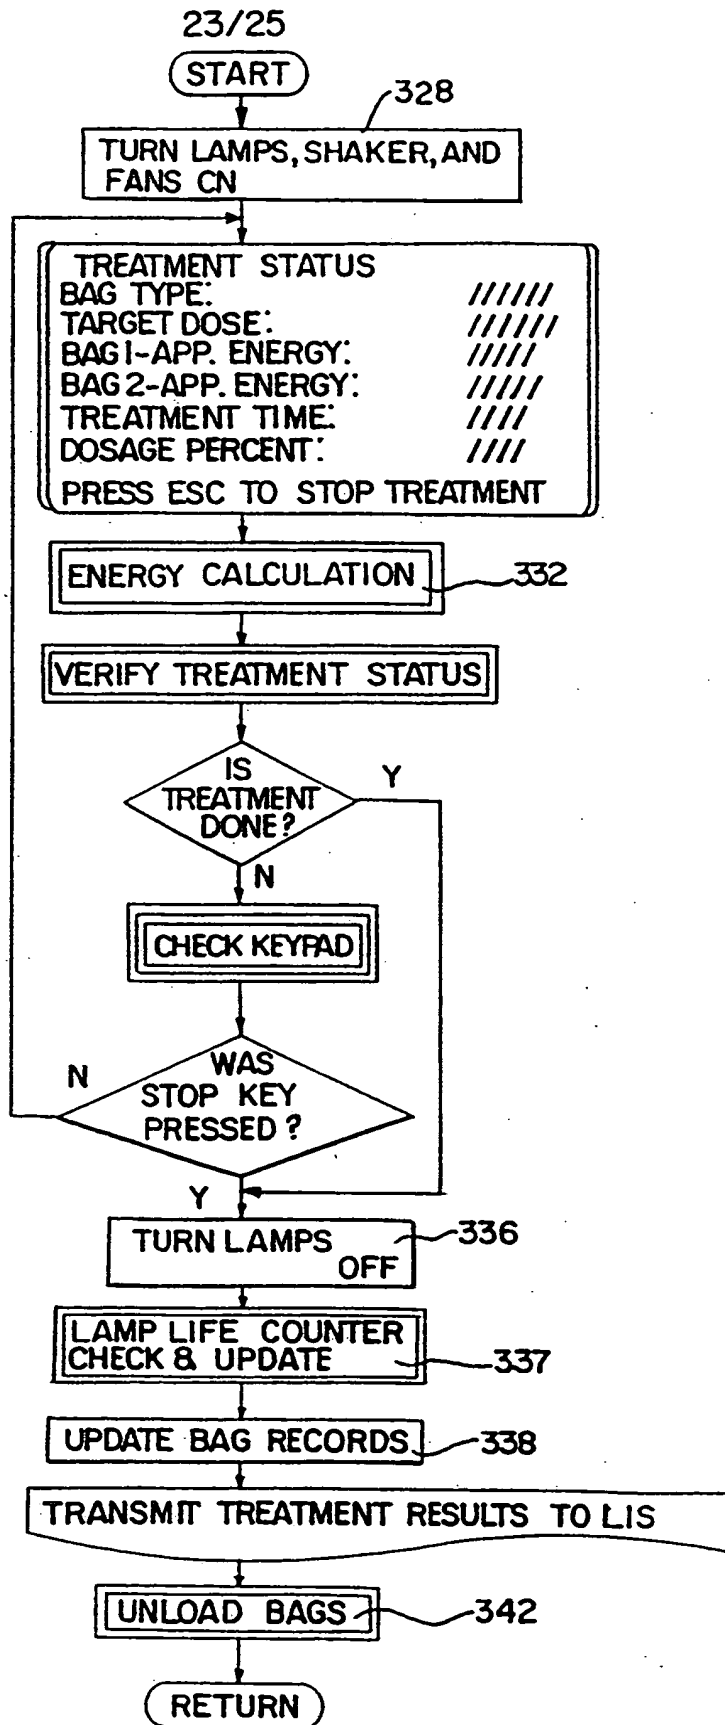 23/25
START
328
TURN LAMPS, SHAKER, AND
FANS CN
TREATMENT STATUS
BAG TYPE: //////
TARGET DOSE: //////
BAG 1-APP. ENERGY: /////
BAG 2-APP. ENERGY: /////
TREATMENT TIME: ////
DOSAGE PERCENT: ////
PRESS ESC TO STOP TREATMENT
ENERGY CALCULATION 332
VERIFY TREATMENT STATUS
IS
TREATMENT
DONE?
Y
N
CHECK KEYPAD
WAS
STOP KEY
PRESSED?
N
Y
TURN LAMPS
OFF
336
LAMP LIFE COUNTER
CHECK & UPDATE 337
UPDATE BAG RECORDS 338
TRANSMIT TREATMENT RESULTS TO LIS
UNLOAD BAGS 342
RETURN